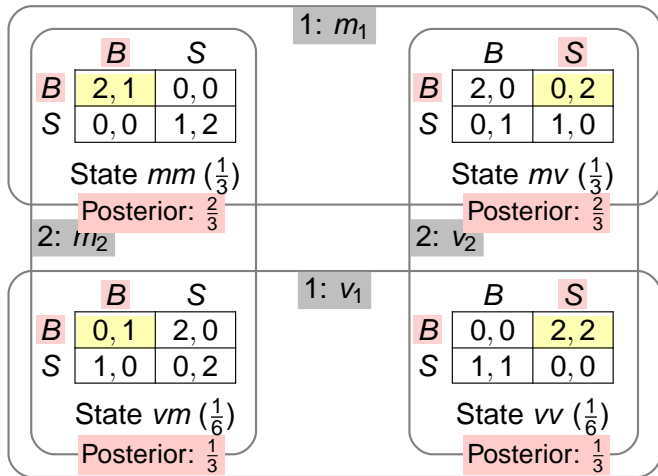 1: m₁
B S B S
B 2, 1 0, 0 B 2, 0 0, 2
S 0, 0 1, 2 S 0, 1 1, 0
State mm (1/3) State mv (1/3)
Posterior: 2/3 Posterior: 2/3
2: m₂ 2: v₂
1: v₁
B S B S
B 0, 1 2, 0 B 0, 0 2, 2
S 1, 0 0, 2 S 1, 1 0, 0
State vm (1/6) State vv (1/6)
Posterior: 1/3 Posterior: 1/3